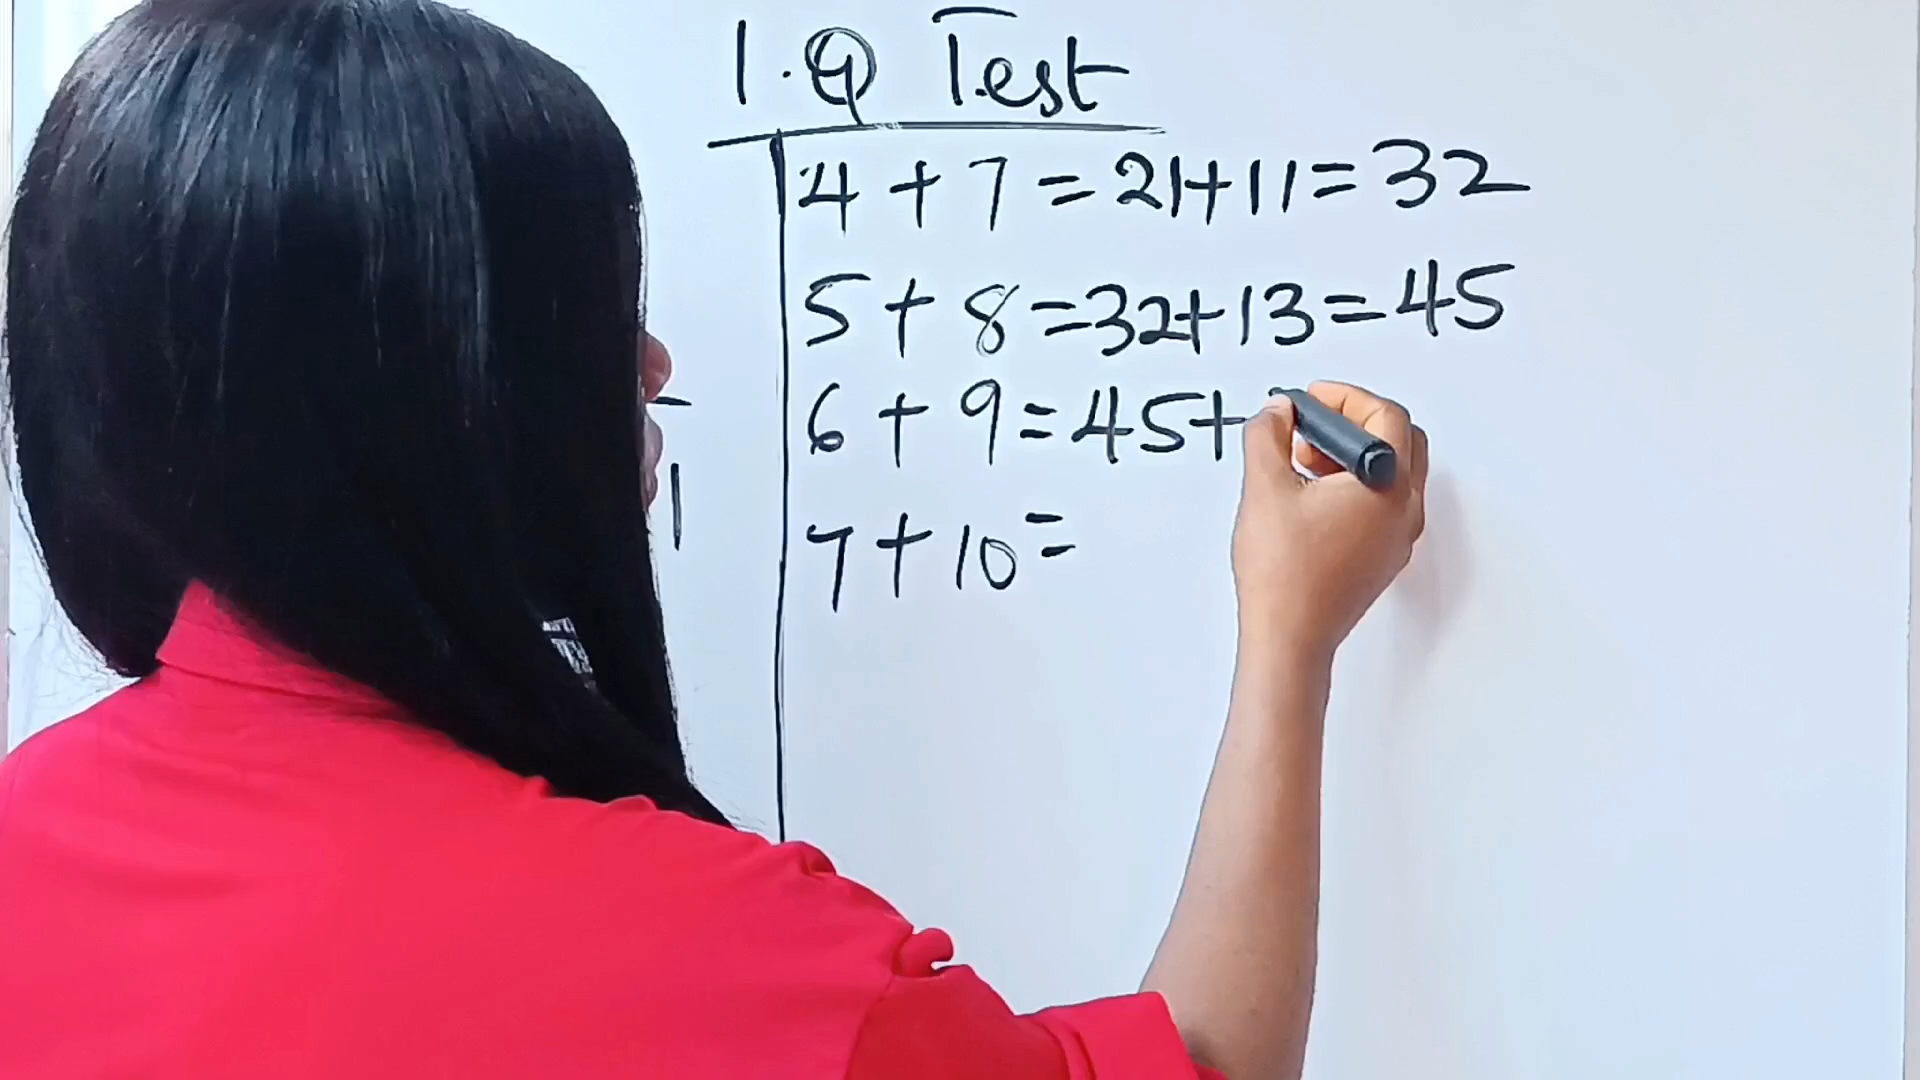 I.Q Test
4 + 7 = 21+11=32
5 + 8 =32+13=45
6 + 9 = 45+
7 + 10 =